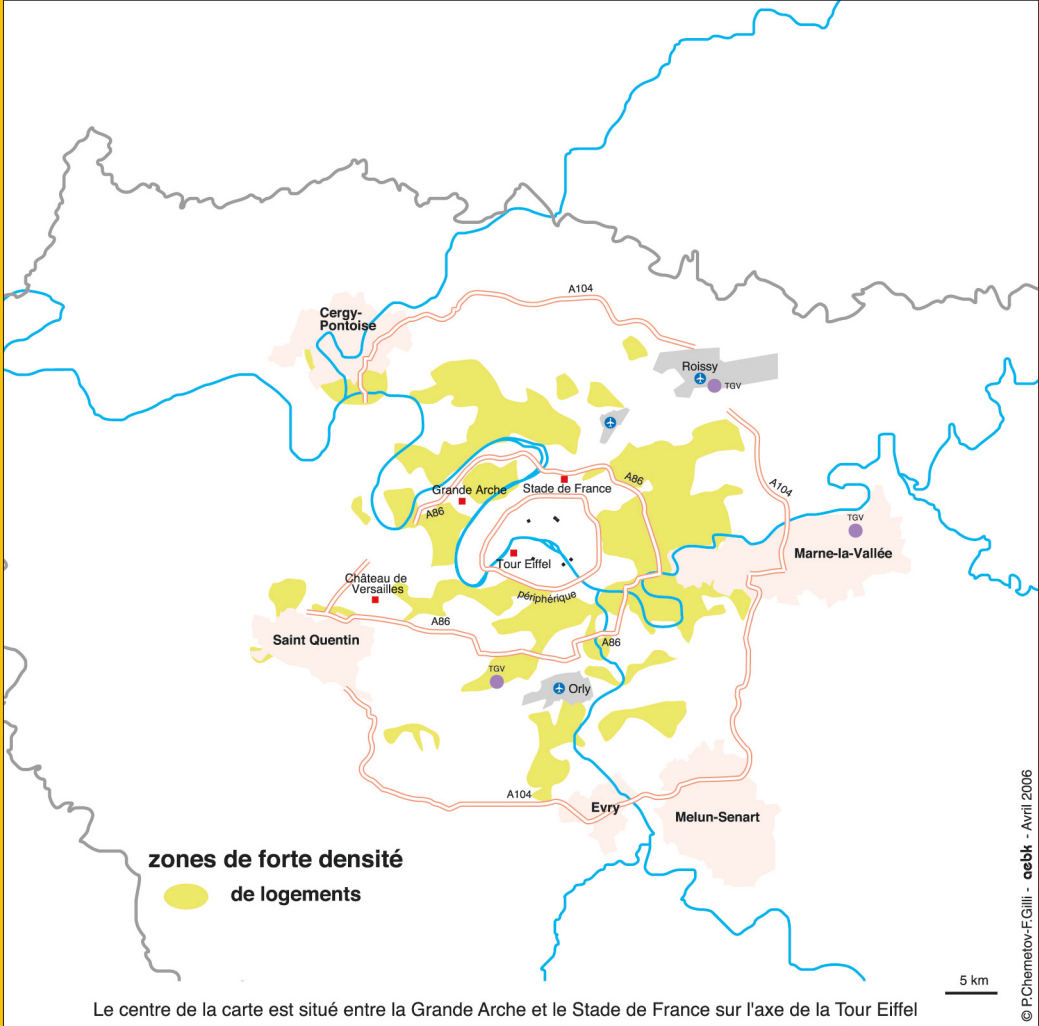 A104
Cergy-
Pontoise
Roissy
TGV
Grande Arche
Stade de France
A86
A86
A104
TGV
Marne-la-Vallée
Tour Eiffel
Château de
Versailles
périphérique
A86
A86
Saint Quentin
TGV
Orly
A104
Evry
Melun-Senart
zones de forte densité
de logements
5 km
Le centre de la carte est situé entre la Grande Arche et le Stade de France sur l'axe de la Tour Eiffel
© P.Chemetov-F.Gilli - aebk - Avril 2006